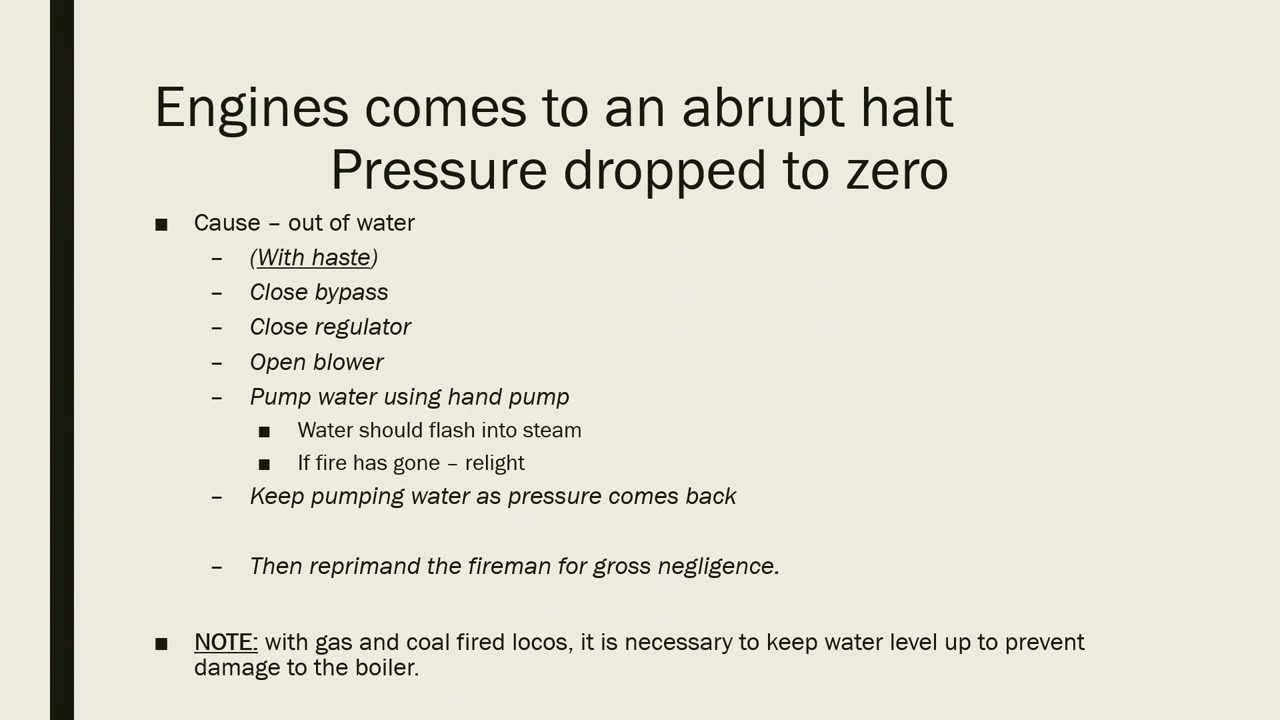 Engines comes to an abrupt halt
Pressure dropped to zero
■ Cause – out of water
– (With haste)
– Close bypass
– Close regulator
– Open blower
– Pump water using hand pump
■ Water should flash into steam
■ If fire has gone – relight
– Keep pumping water as pressure comes back
– Then reprimand the fireman for gross negligence.
■ NOTE: with gas and coal fired locos, it is necessary to keep water level up to prevent
damage to the boiler.